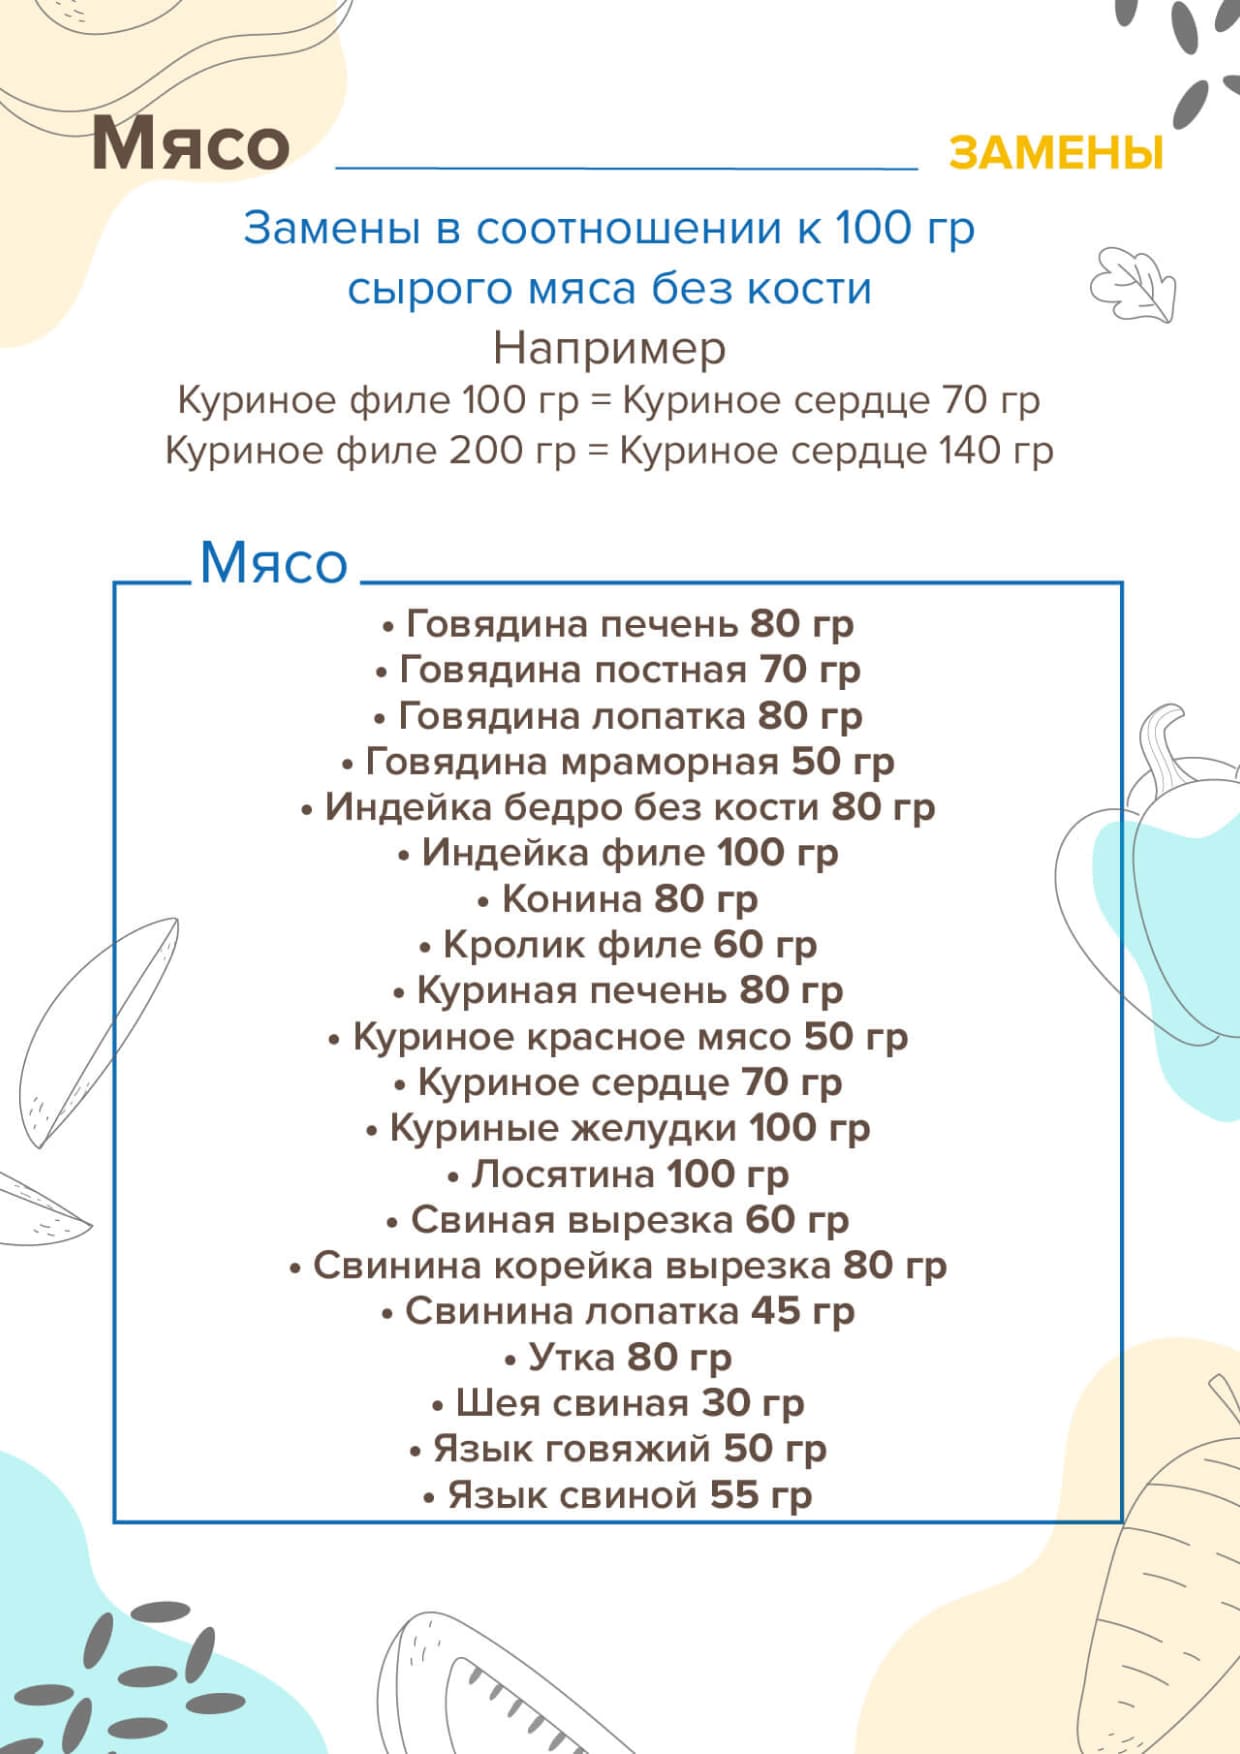 Мясо
ЗАМЕНЫ
Замены в соотношении к 100 гр
сырого мяса без кости
Например
Куриное филе 100 гр = Куриное сердце 70 гр
Куриное филе 200 гр = Куриное сердце 140 гр
Мясо
• Говядина печень 80 гр
• Говядина постная 70 гр
• Говядина лопатка 80 гр
• Говядина мраморная 50 гр
• Индейка бедро без кости 80 гр
• Индейка филе 100 гр
• Конина 80 гр
• Кролик филе 60 гр
• Куриная печень 80 гр
• Куриное красное мясо 50 гр
• Куриное сердце 70 гр
• Куриные желудки 100 гр
• Лосятина 100 гр
• Свиная вырезка 60 гр
• Свинина корейка вырезка 80 гр
• Свинина лопатка 45 гр
• Утка 80 гр
• Шея свиная 30 гр
• Язык говяжий 50 гр
• Язык свиной 55 гр